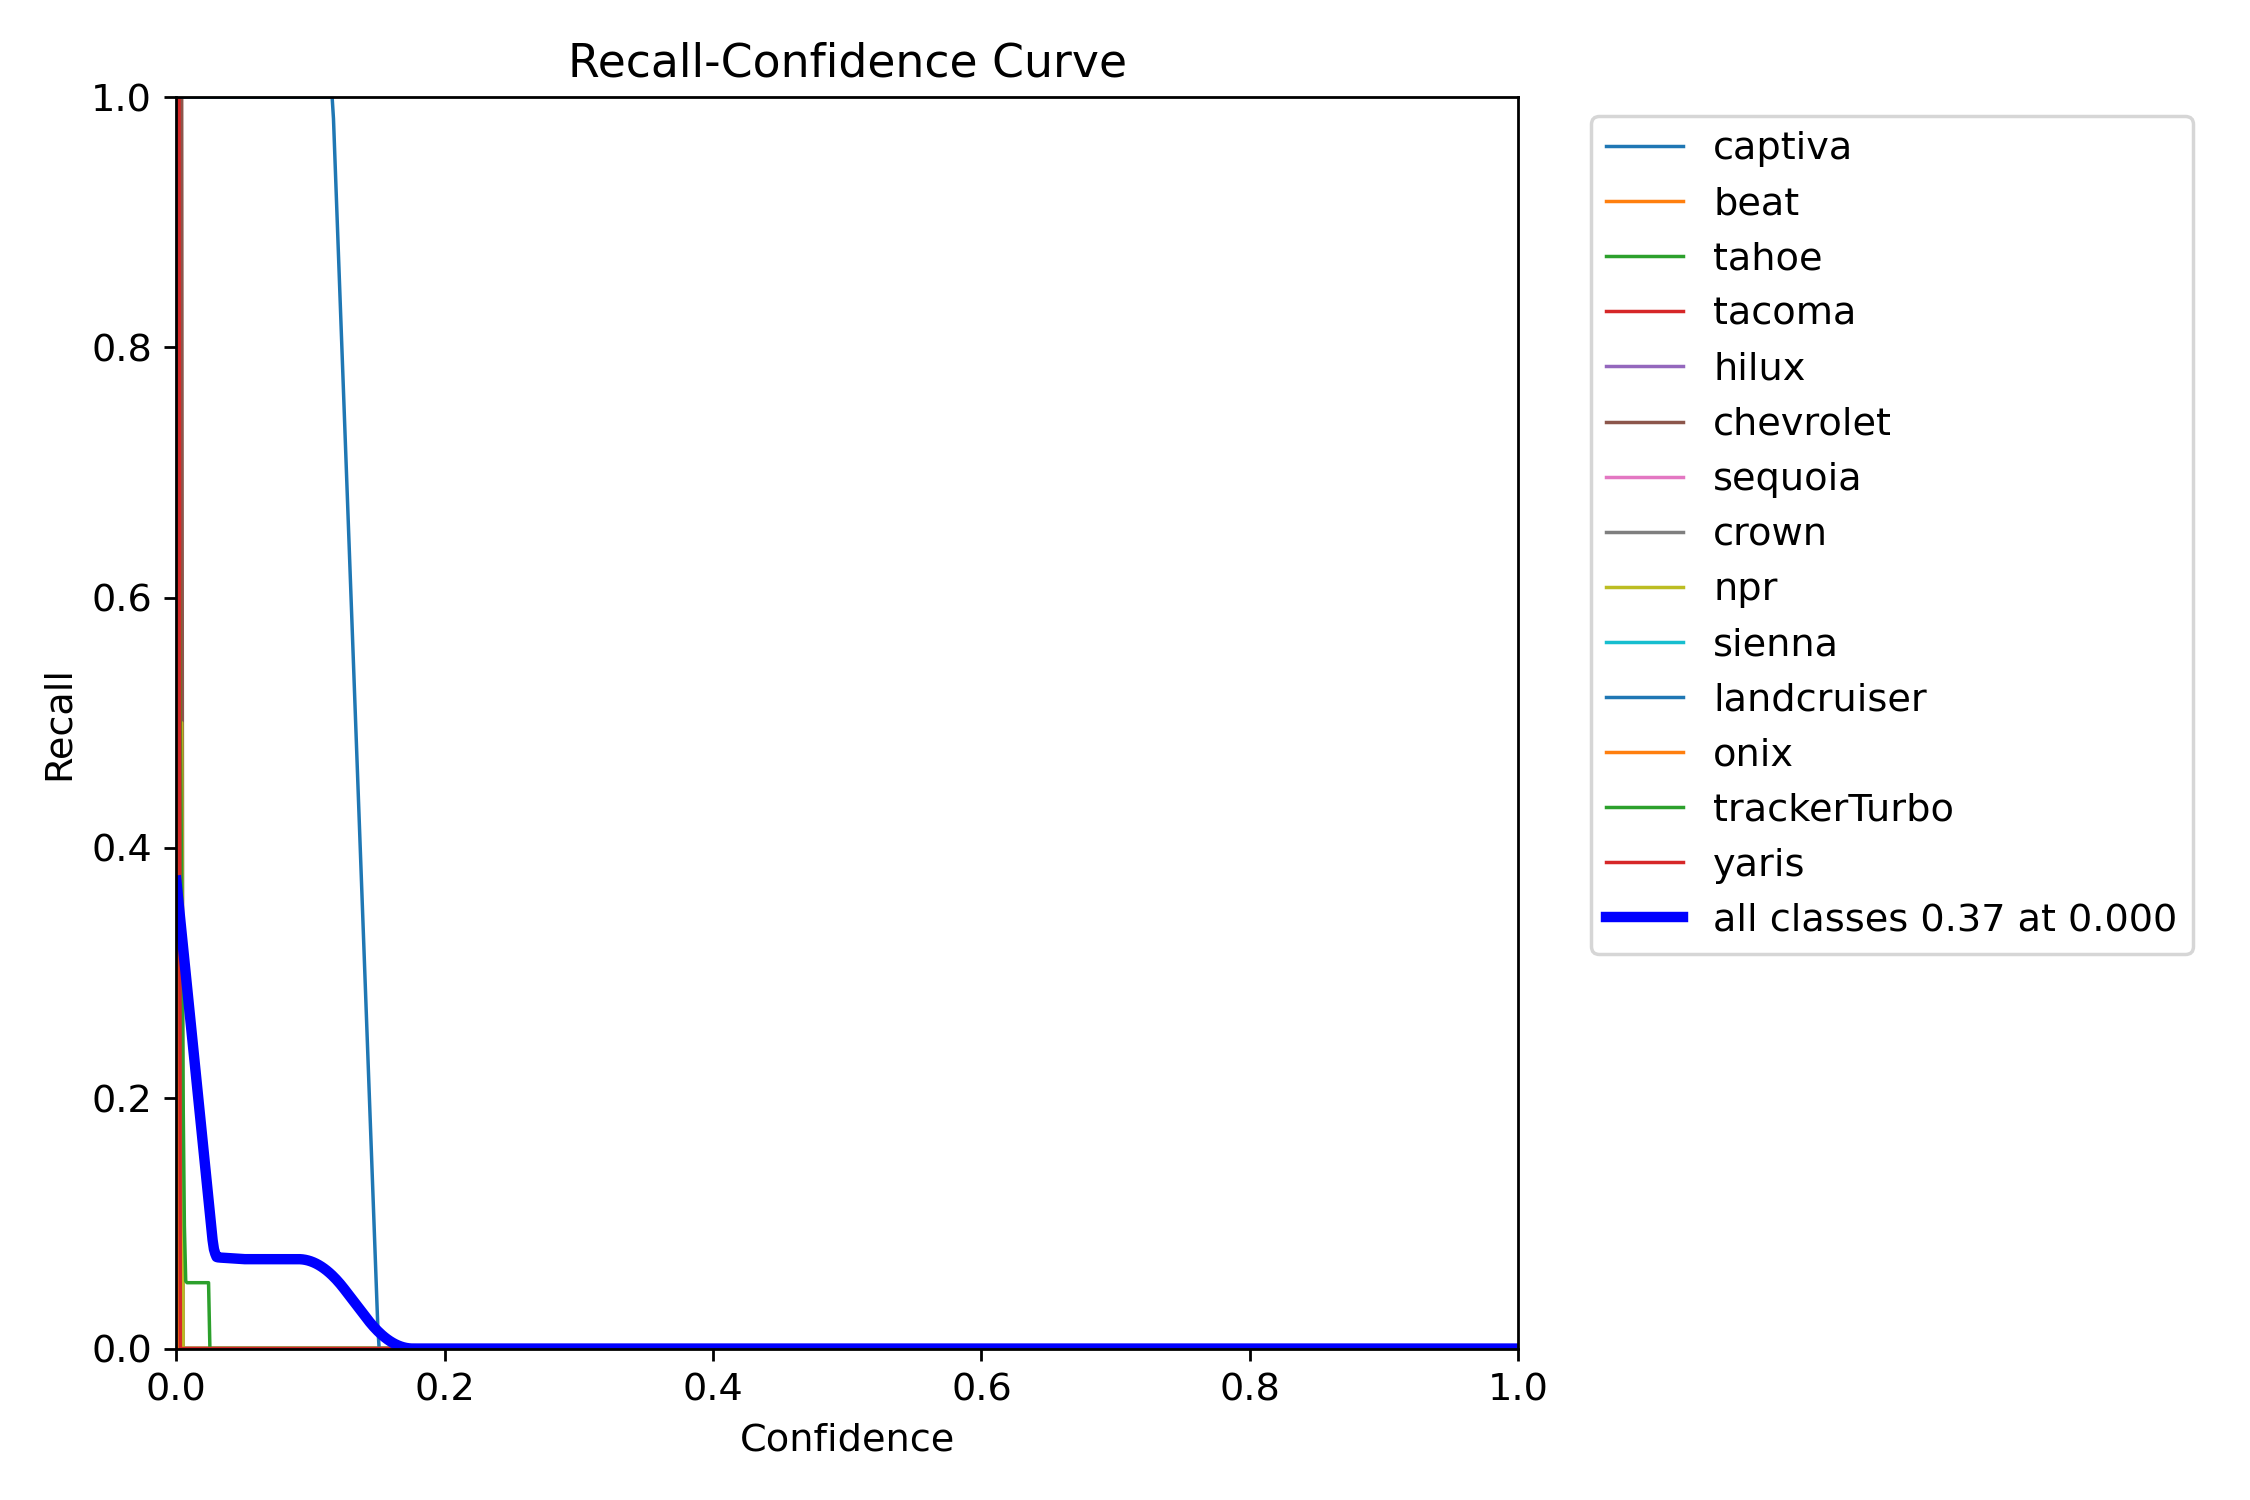 Recall-Confidence Curve
1.0
0.8
0.6
0.4
0.2
0.0
Recall
0.0 0.2 0.4 0.6 0.8 1.0
Confidence
captiva
beat
tahoe
tacoma
hilux
chevrolet
sequoia
crown
npr
sienna
landcruiser
onix
trackerTurbo
yaris
all classes 0.37 at 0.000